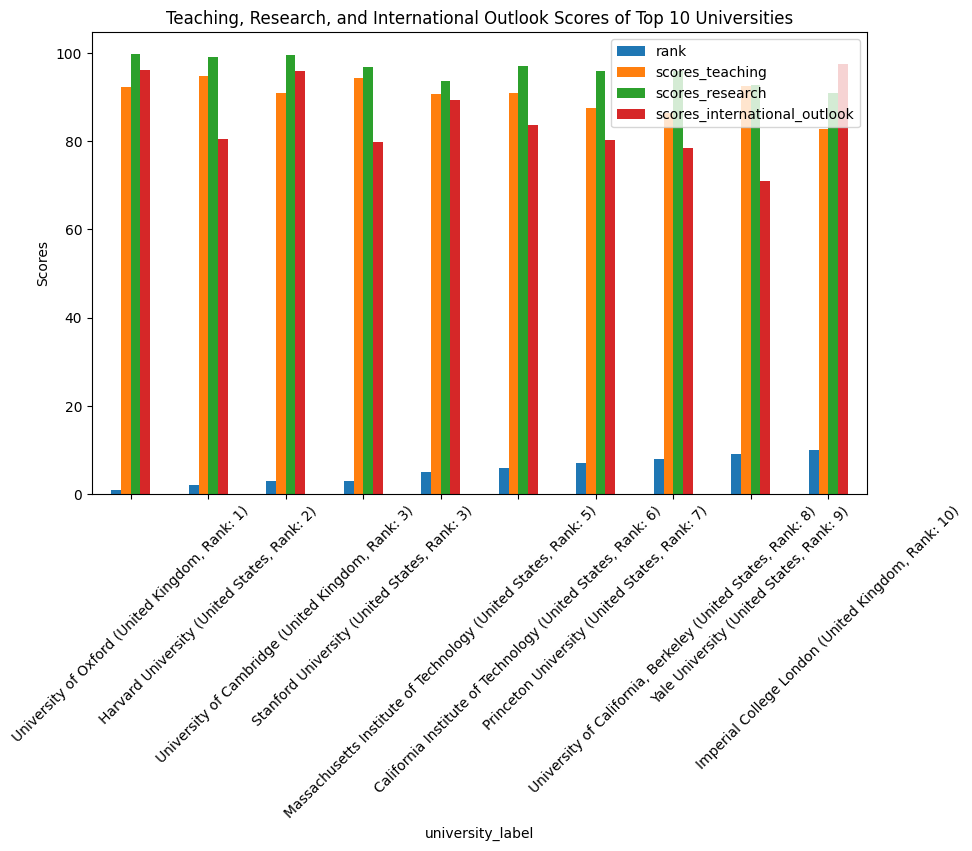 Teaching, Research, and International Outlook Scores of Top 10 Universities
rank
scores_teaching
scores_research
scores_international_outlook
Scores
100
80
60
40
20
0
University of Oxford (United Kingdom, Rank: 1)
Harvard University (United States, Rank: 2)
University of Cambridge (United Kingdom, Rank: 3)
Stanford University (United States, Rank: 3)
Massachusetts Institute of Technology (United States, Rank: 5)
California Institute of Technology (United States, Rank: 6)
Princeton University (United States, Rank: 7)
University of California, Berkeley (United States, Rank: 8)
Yale University (United States, Rank: 9)
Imperial College London (United Kingdom, Rank: 10)
university_label